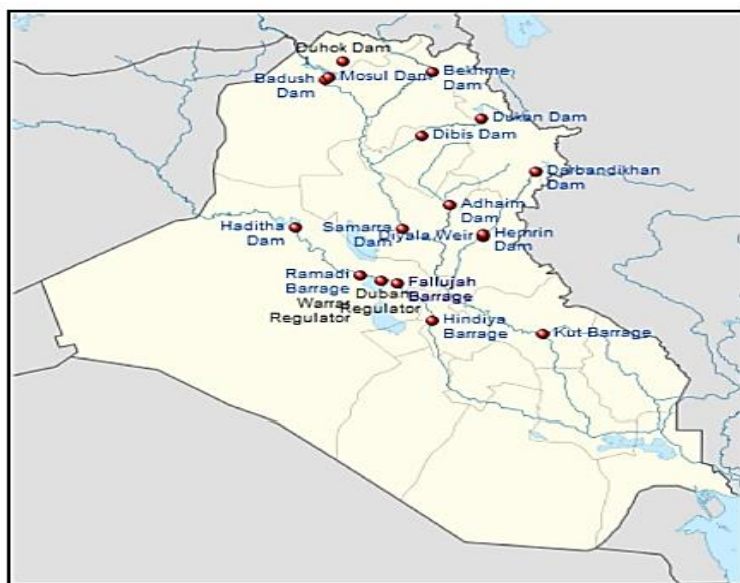 Duhok Dam
Badush
Dam
Mosul Dam
Bekhme
Dam
Dukan Dam
Dibis Dam
Darbandikhan
Dam
Adhaim
Dam
Haditha
Dam
Samarra
Dam
Diyala Weir
Hemrin
Dam
Ramadi
Barrage
Warrar
Regulator
Duban
Regulator
Fallujah
Barrage
Hindiya
Barrage
Kut Barrage